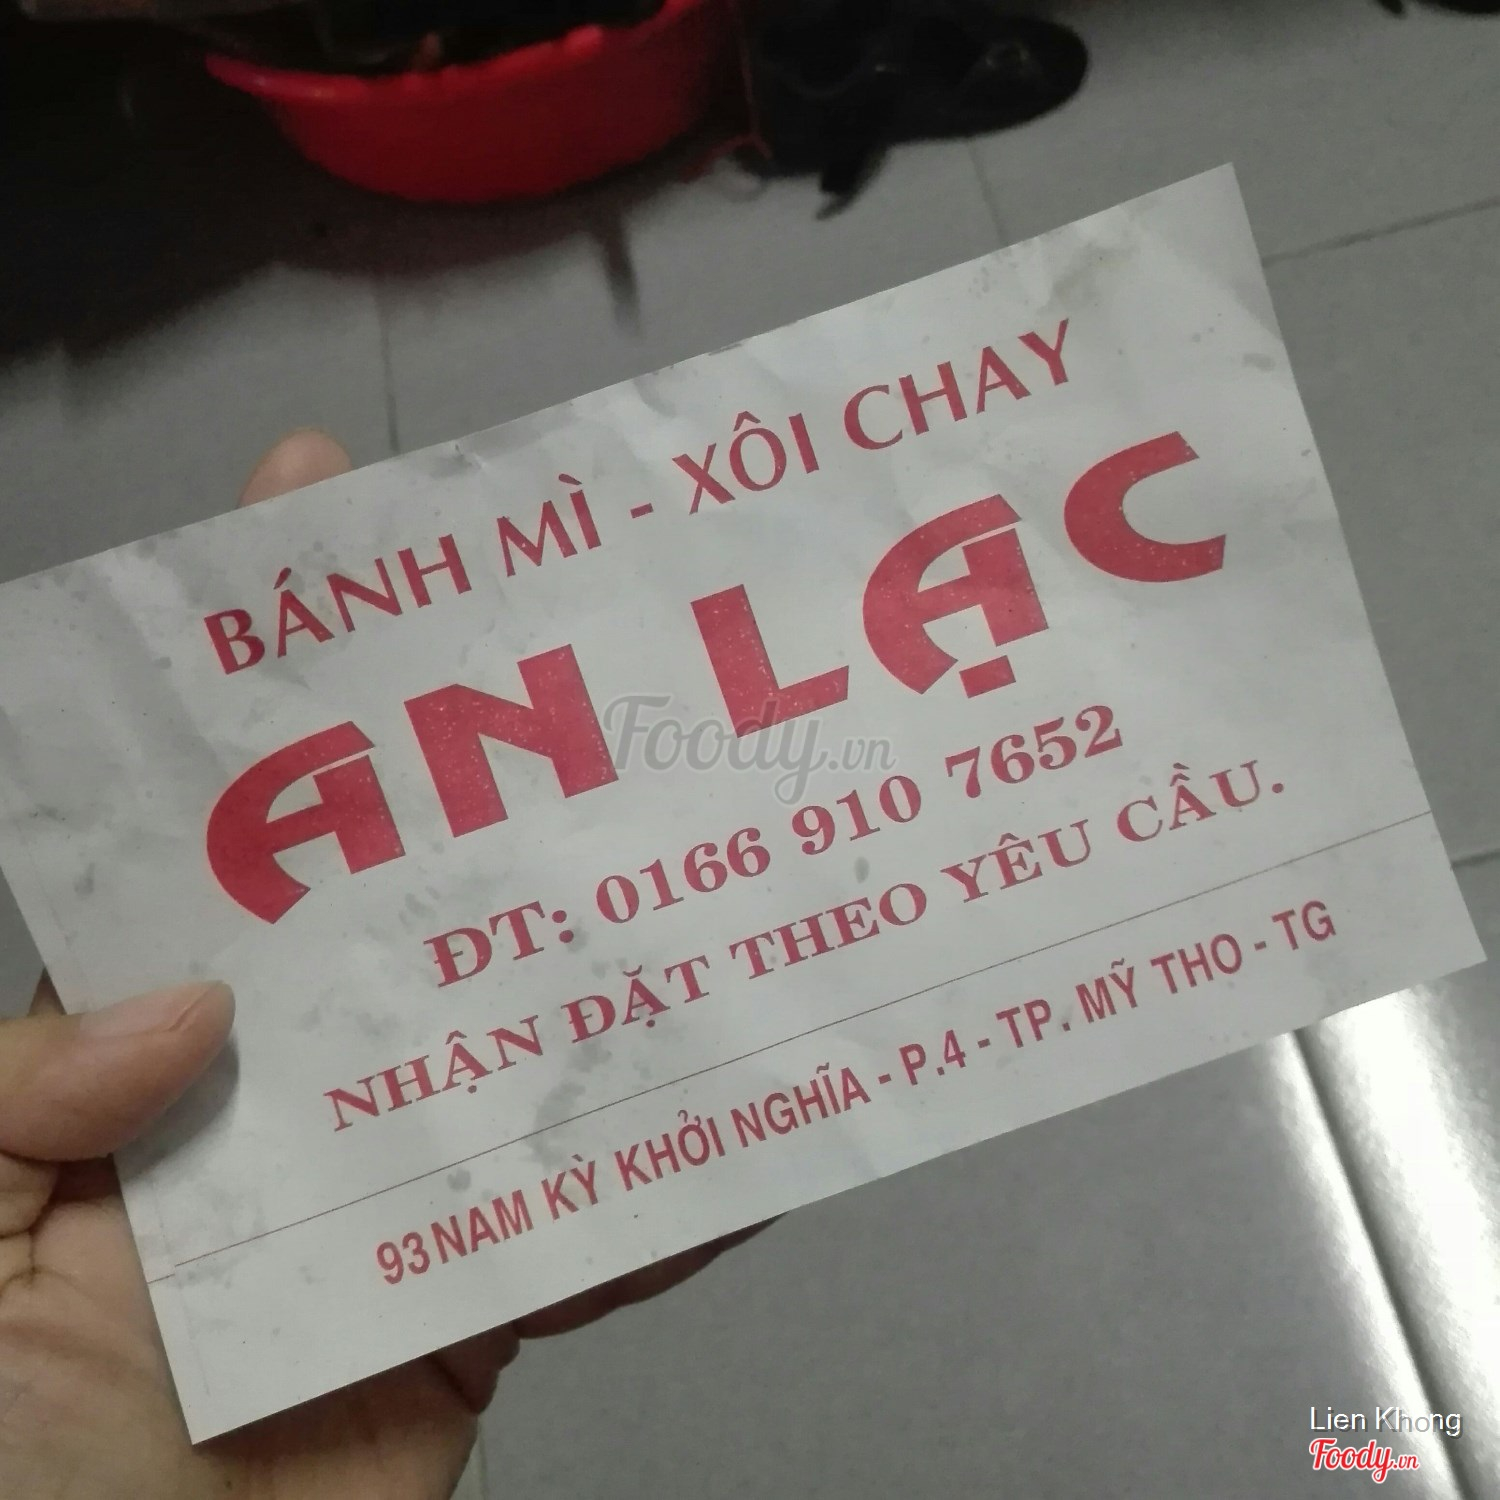 BÁNH MÌ - XÔI CHAY
AN LẠC
ĐT: 0166 910 7652
NHẬN ĐẶT THEO YÊU CẦU.
93 NAM KỲ KHỞI NGHĨA - P.4 - TP. MỸ THO - TG
Foody.vn
Lien Khong
Foody.vn